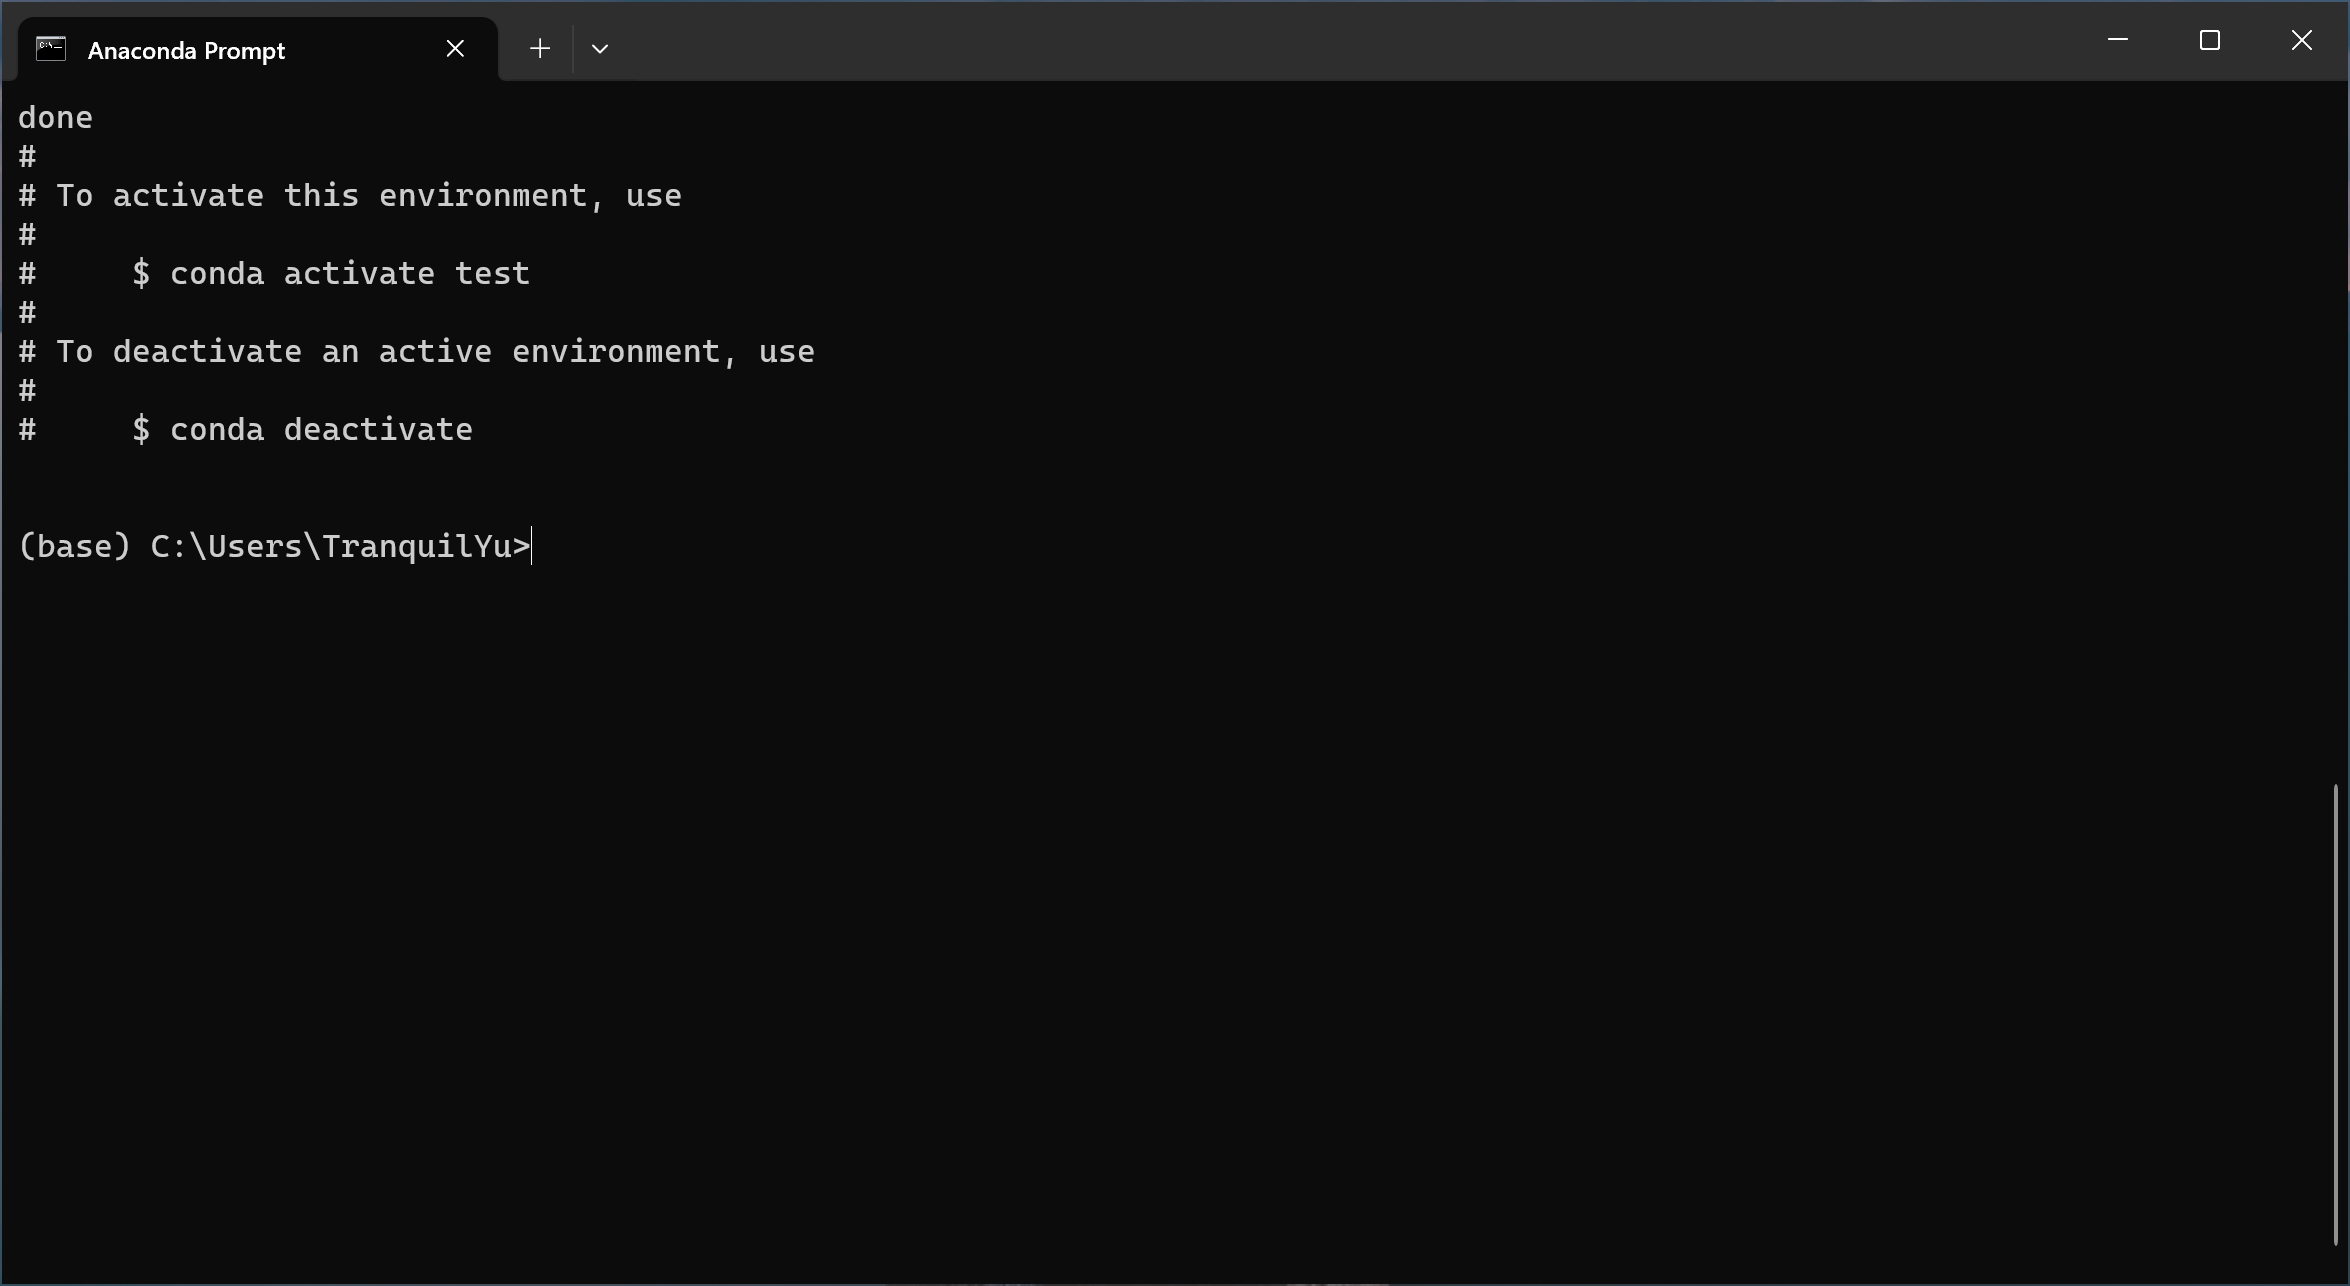 Anaconda Prompt
done
#
# To activate this environment, use
#
#     $ conda activate test
#
# To deactivate an active environment, use
#
#     $ conda deactivate
(base) C:\Users\TranquilYu>